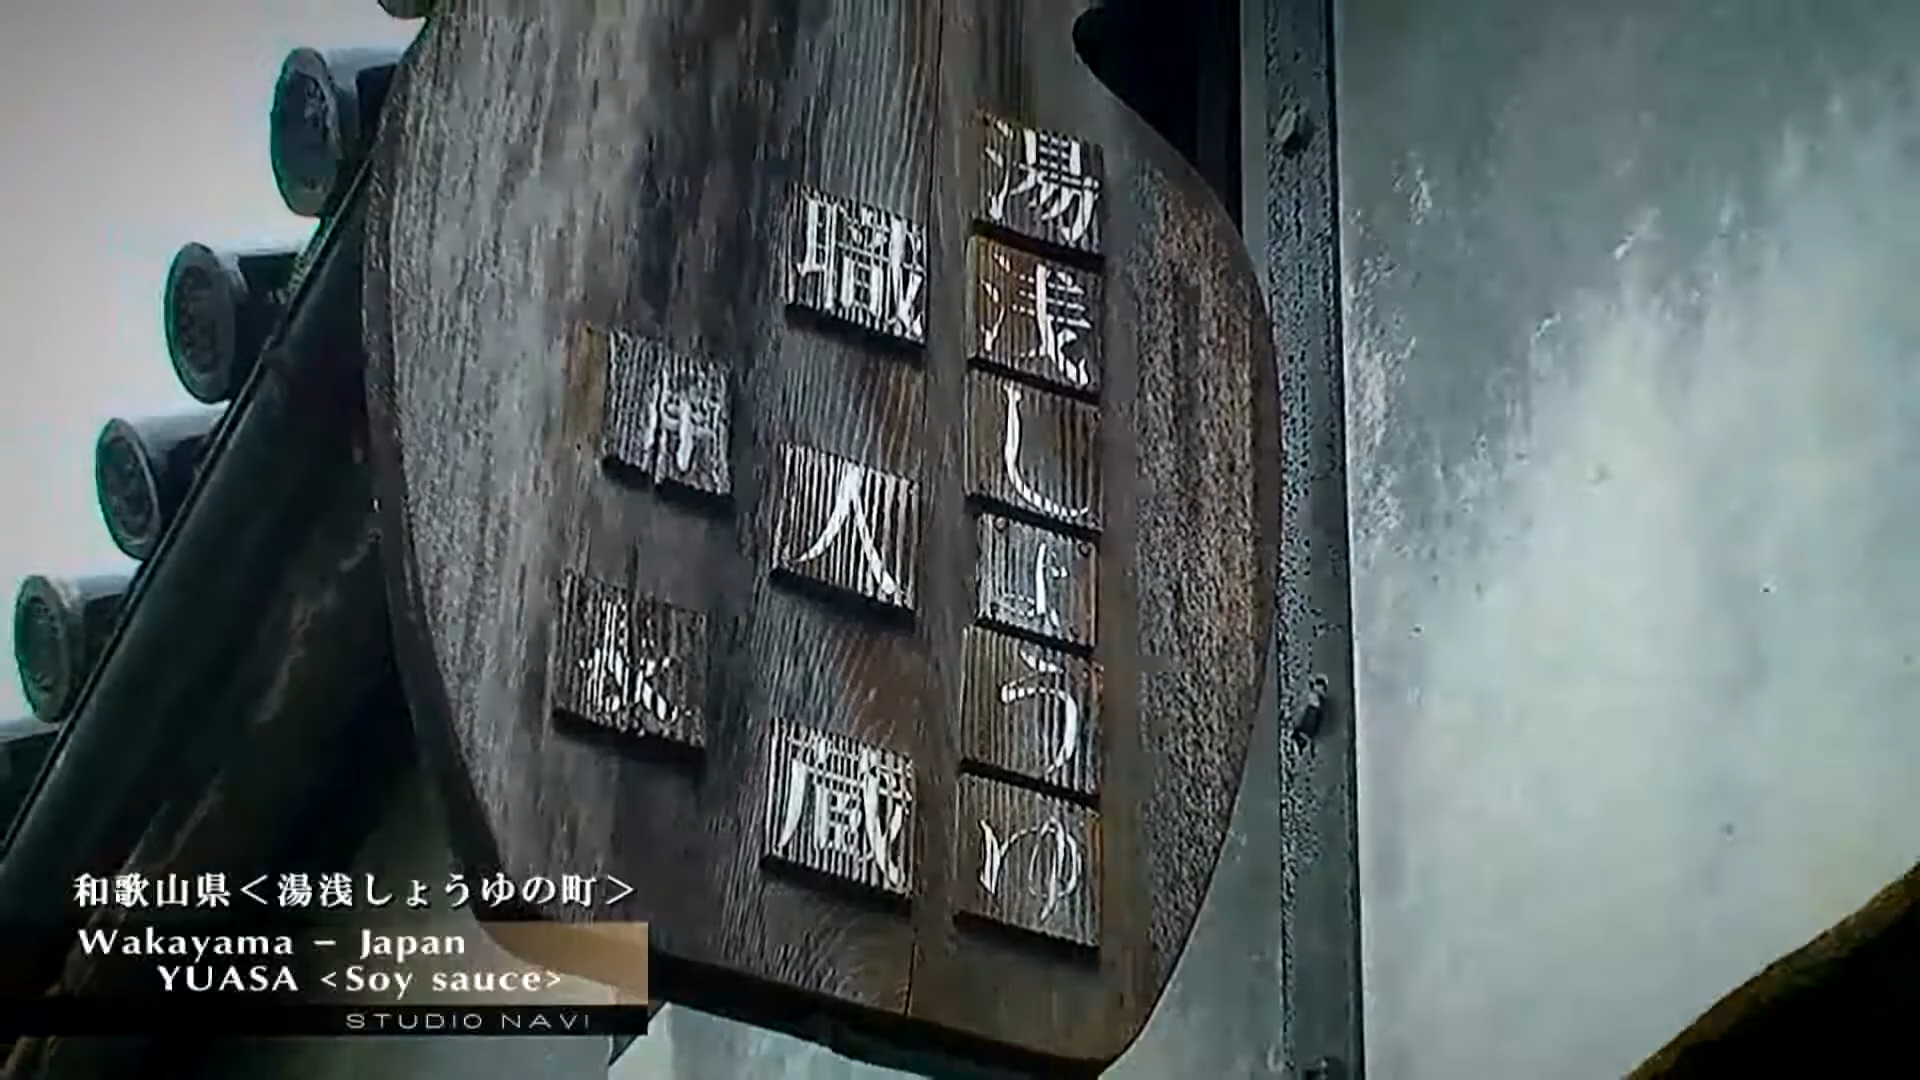 湯浅しょうゆ
職人蔵
和歌山県＜湯浅しょうゆの町＞
Wakayama – Japan
YUASA <Soy sauce>
STUDIO NAVI